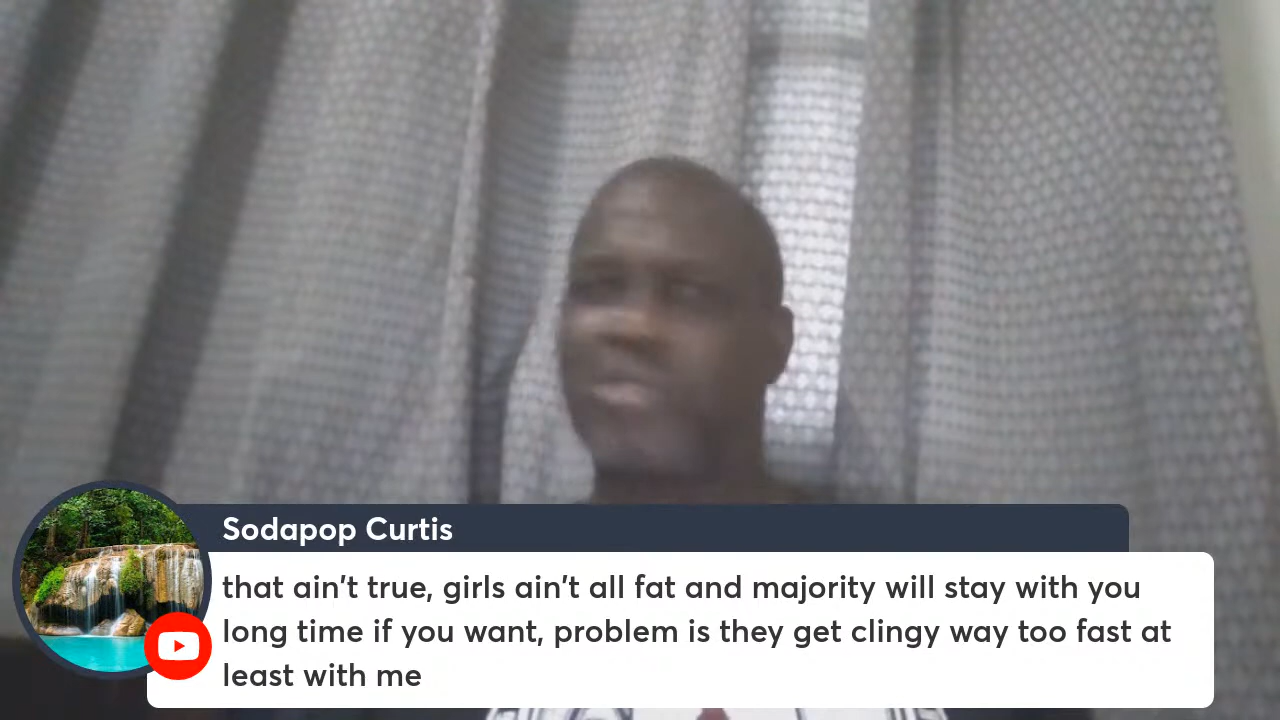 Sodapop Curtis
that ain't true, girls ain't all fat and majority will stay with you
long time if you want, problem is they get clingy way too fast at
least with me